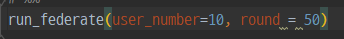 run_federate(user_number=10, round = 50)